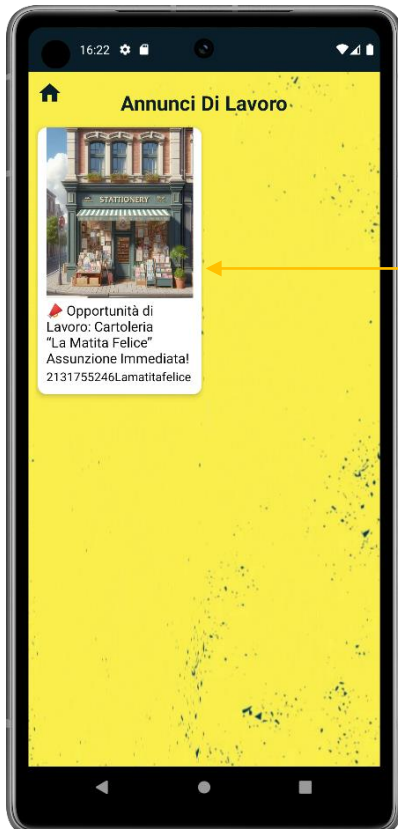 16:22
Annunci Di Lavoro
STATIONERY
📣 Opportunità di
Lavoro: Cartoleria
“La Matita Felice”
Assunzione Immediata!
2131755246Lamatitafelice